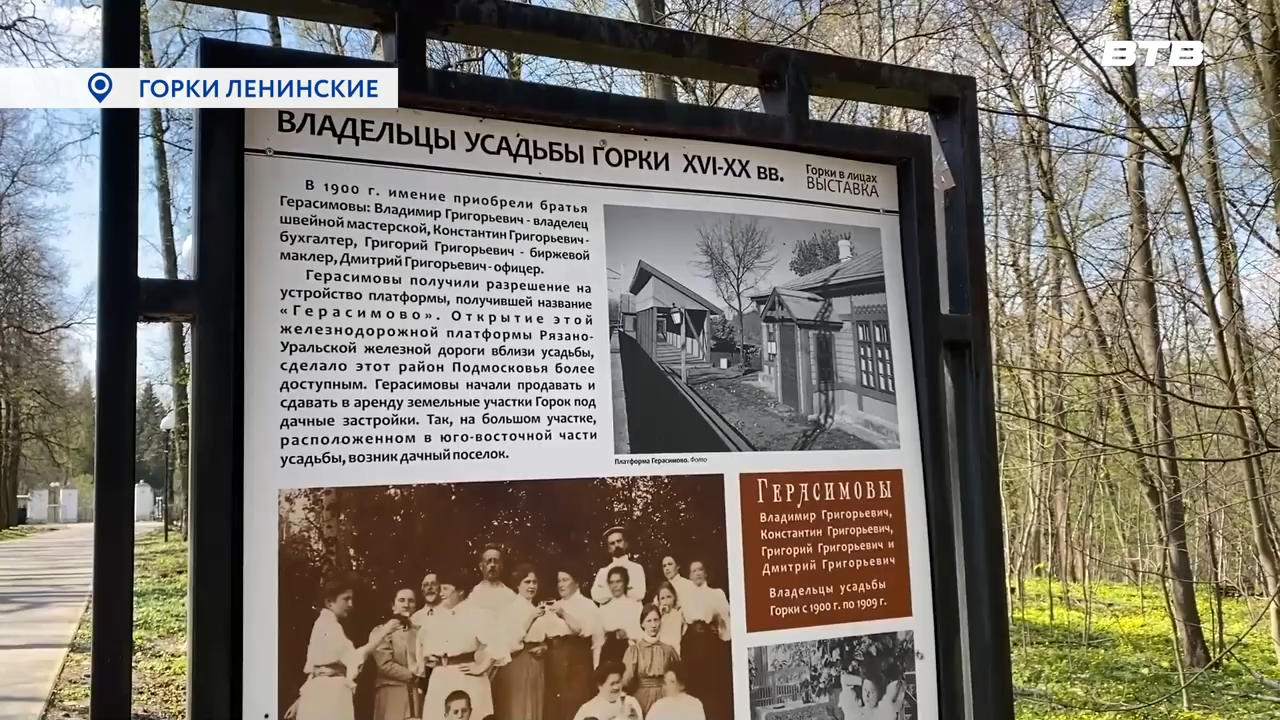 ВТВ
ГОРКИ ЛЕНИНСКИЕ
ВЛАДЕЛЬЦЫ УСАДЬБЫ ГОРКИ XVI-XX ВВ.
Горки в лицах
ВЫСТАВКА
В 1900 г. имение приобрели братья
Герасимовы: Владимир Григорьевич - владелец
швейной мастерской, Константин Григорьевич -
бухгалтер, Григорий Григорьевич - биржевой
маклер, Дмитрий Григорьевич - офицер.
Герасимовы получили разрешение на
устройство платформы, получившей название
«Герасимово». Открытие этой
железнодорожной платформы Рязано-
Уральской железной дороги вблизи усадьбы,
сделало этот район Подмосковья более
доступным. Герасимовы начали продавать и
сдавать в аренду земельные участки Горок под
дачные застройки. Так, на большом участке,
расположенном в юго-восточной части
усадьбы, возник дачный поселок.
Платформа Герасимово. Фото
ГЕРАСИМОВЫ
Владимир Григорьевич,
Константин Григорьевич,
Григорий Григорьевич и
Дмитрий Григорьевич
Владельцы усадьбы
Горки с 1900 г. по 1909 г.